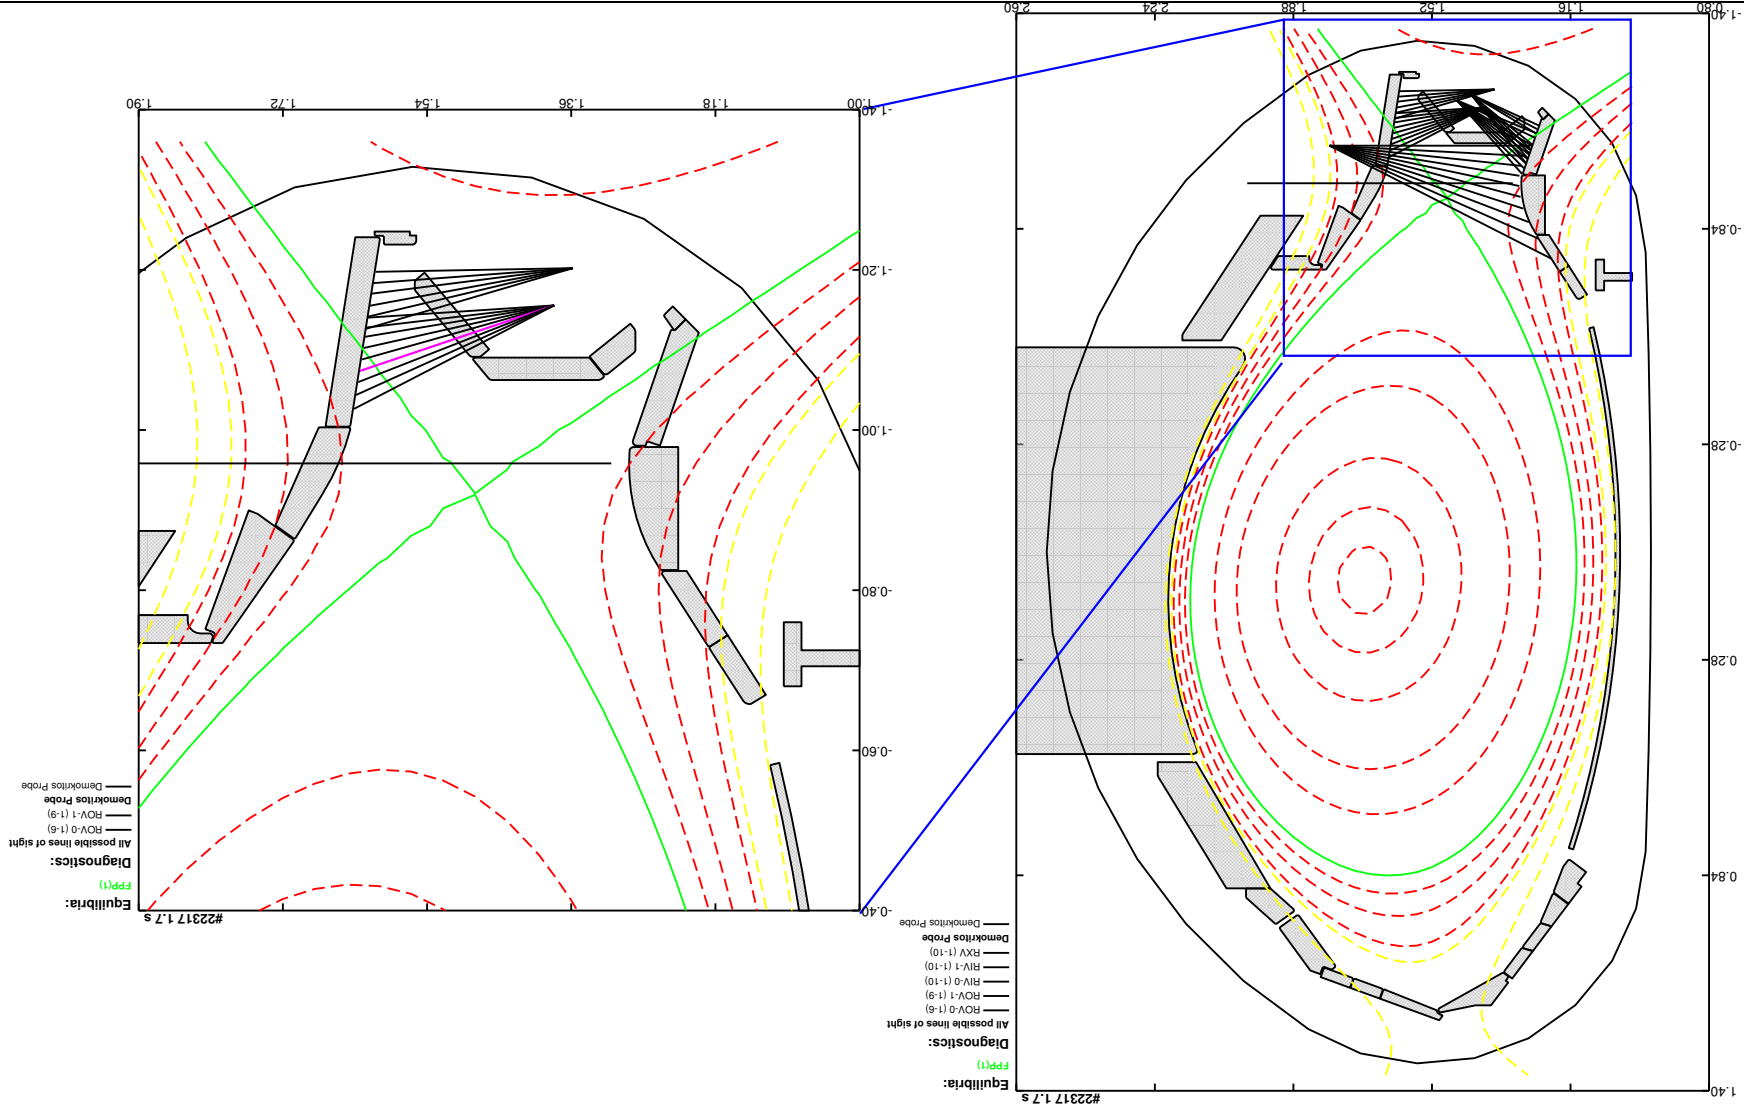 #22317 1.7 s
Equilibria:
FPP(1)
Diagnostics:
All possible lines of sight
ROV-0 (1-6)
ROV-1 (1-9)
RIV-0 (1-10)
RIV-1 (1-10)
RXV (1-10)
Demokritos Probe
Demokritos Probe
1.40
0.84
0.28
-0.28
-0.84
-1.40
0.80
1.16
1.52
1.88
2.24
2.60
#22317 1.7 s
Equilibria:
FPP(1)
Diagnostics:
All possible lines of sight
ROV-0 (1-6)
ROV-1 (1-9)
Demokritos Probe
Demokritos Probe
-0.40
-0.60
-0.80
-1.00
-1.20
-1.40
1.00
1.18
1.36
1.54
1.72
1.90